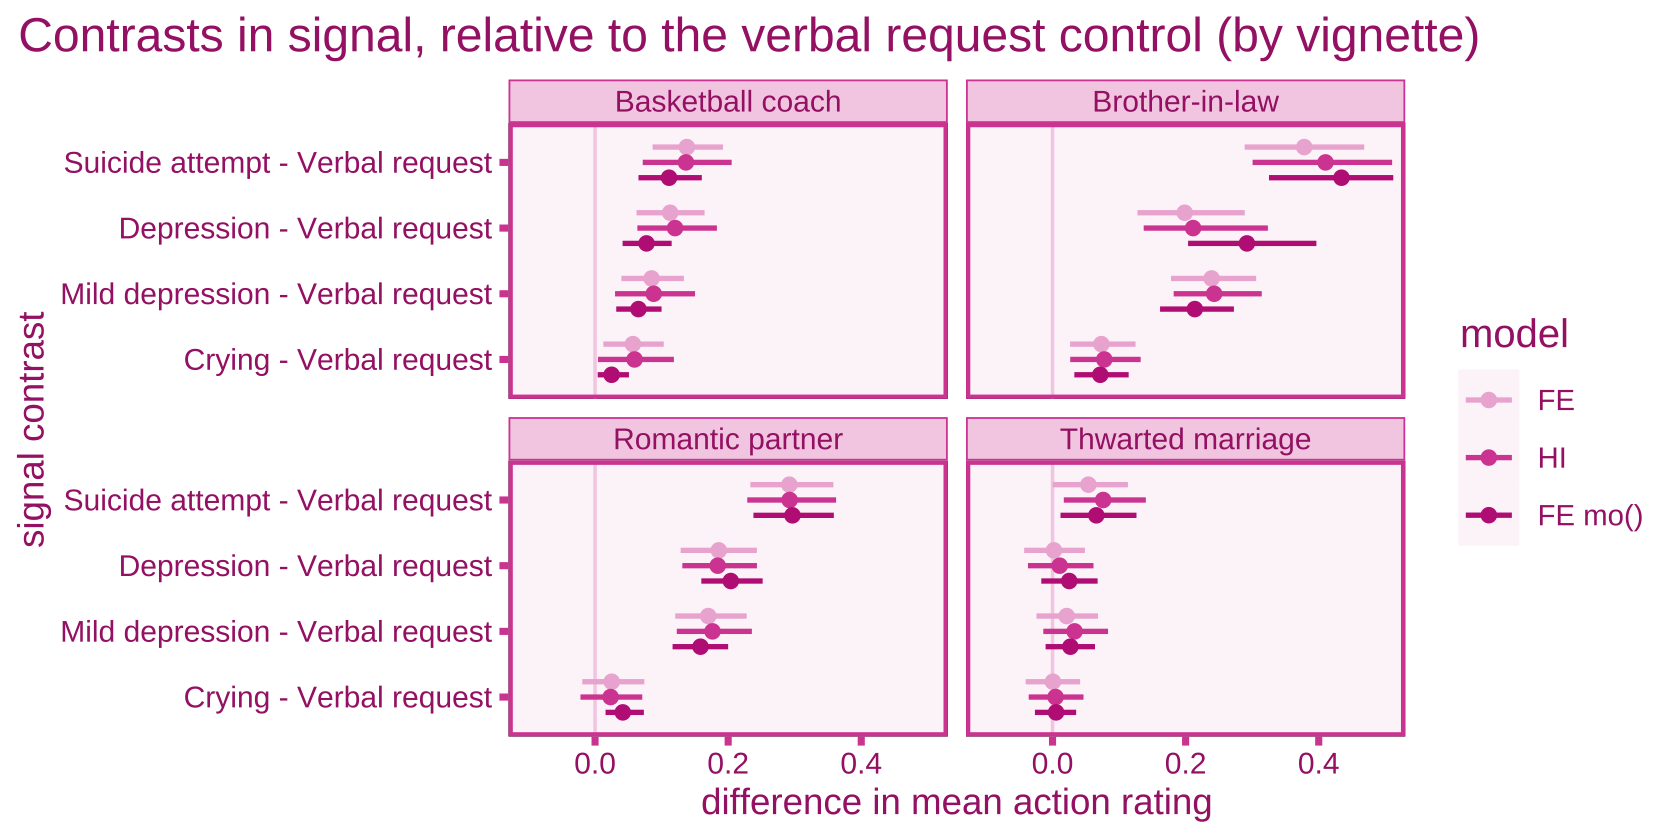 Contrasts in signal, relative to the verbal request control (by vignette)
Basketball coach
Brother-in-law
Suicide attempt - Verbal request
Depression - Verbal request
Mild depression - Verbal request
Crying - Verbal request
Romantic partner
Thwarted marriage
Suicide attempt - Verbal request
Depression - Verbal request
Mild depression - Verbal request
Crying - Verbal request
signal contrast
0.0 0.2 0.4
0.0 0.2 0.4
difference in mean action rating
model
FE
HI
FE mo()